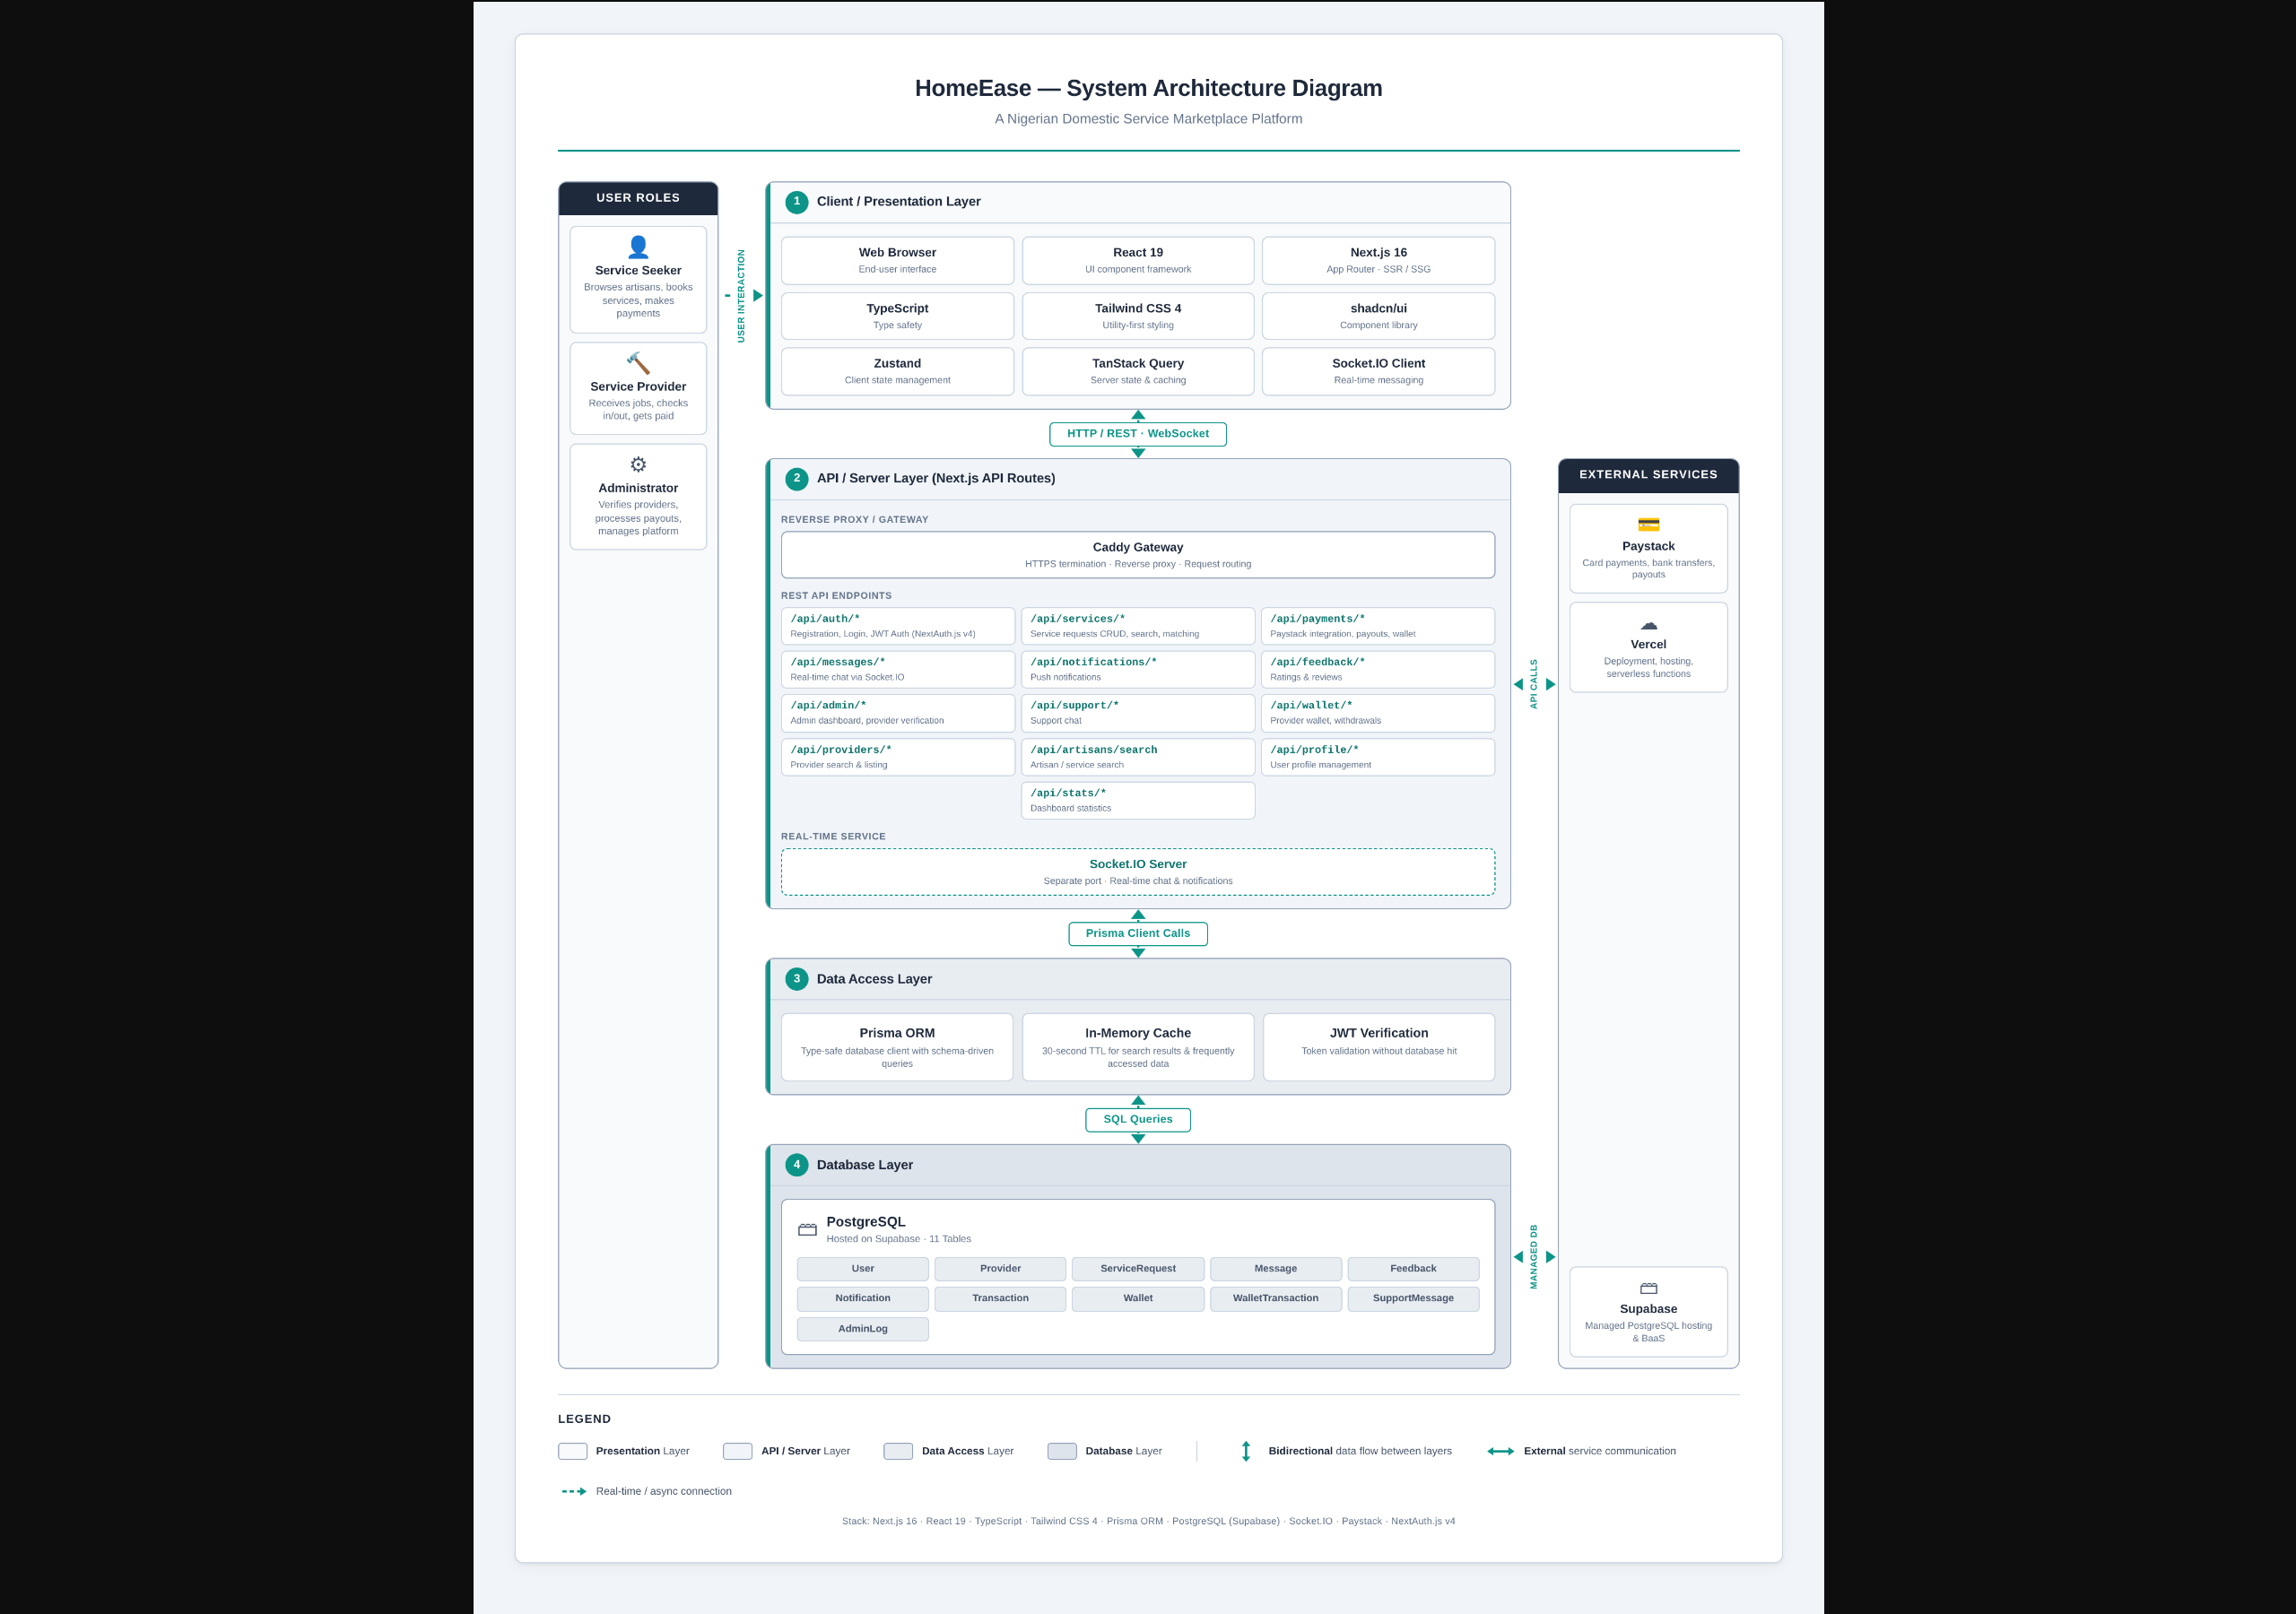 HomeEase — System Architecture Diagram
A Nigerian Domestic Service Marketplace Platform
USER ROLES
Service Seeker
Browses artisans, books
services, makes
payments
Service Provider
Receives jobs, checks
in/out, gets paid
Administrator
Verifies providers,
processes payouts,
manages platform
USER INTERACTION
1 Client / Presentation Layer
Web Browser
End-user interface
React 19
UI component framework
Next.js 16
App Router · SSR / SSG
TypeScript
Type safety
Tailwind CSS 4
Utility-first styling
shadcn/ui
Component library
Zustand
Client state management
TanStack Query
Server state & caching
Socket.IO Client
Real-time messaging
HTTP / REST · WebSocket
2 API / Server Layer (Next.js API Routes)
REVERSE PROXY / GATEWAY
Caddy Gateway
HTTPS termination · Reverse proxy · Request routing
REST API ENDPOINTS
/api/auth/*
Registration, Login, JWT Auth (NextAuth.js v4)
/api/services/*
Service requests CRUD, search, matching
/api/payments/*
Paystack integration, payouts, wallet
/api/messages/*
Real-time chat via Socket.IO
/api/notifications/*
Push notifications
/api/feedback/*
Ratings & reviews
/api/admin/*
Admin dashboard, provider verification
/api/support/*
Support chat
/api/wallet/*
Provider wallet, withdrawals
/api/providers/*
Provider search & listing
/api/artisans/search
Artisan / service search
/api/profile/*
User profile management
/api/stats/*
Dashboard statistics
REAL-TIME SERVICE
Socket.IO Server
Separate port · Real-time chat & notifications
Prisma Client Calls
3 Data Access Layer
Prisma ORM
Type-safe database client with schema-driven
queries
In-Memory Cache
30-second TTL for search results & frequently
accessed data
JWT Verification
Token validation without database hit
SQL Queries
4 Database Layer
PostgreSQL
Hosted on Supabase · 11 Tables
User
Provider
ServiceRequest
Message
Feedback
Notification
Transaction
Wallet
WalletTransaction
SupportMessage
AdminLog
API CALLS
MANAGED DB
EXTERNAL SERVICES
Paystack
Card payments, bank transfers,
payouts
Vercel
Deployment, hosting,
serverless functions
Supabase
Managed PostgreSQL hosting
& BaaS
LEGEND
Presentation Layer
API / Server Layer
Data Access Layer
Database Layer
Bidirectional data flow between layers
External service communication
Real-time / async connection
Stack: Next.js 16 · React 19 · TypeScript · Tailwind CSS 4 · Prisma ORM · PostgreSQL (Supabase) · Socket.IO · Paystack · NextAuth.js v4